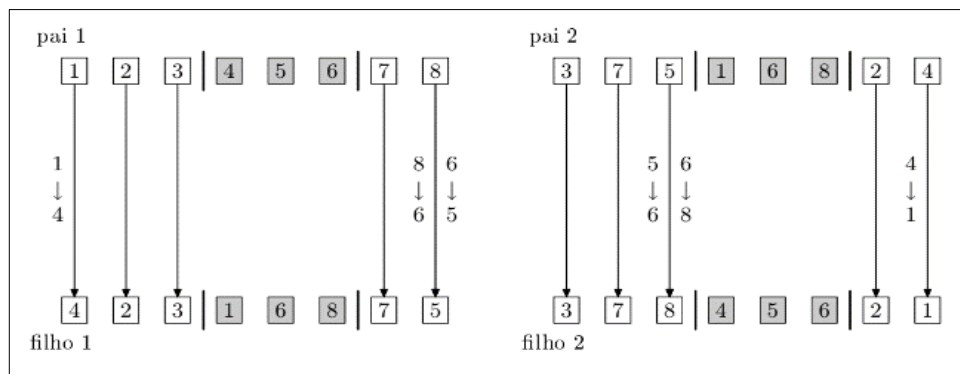 pai 1
1 2 3 4 5 6 7 8
1 8 6
↓ ↓ ↓
4 6 5
4 2 3 1 6 8 7 5
filho 1
pai 2
3 7 5 1 6 8 2 4
5 6 4
↓ ↓ ↓
6 8 1
3 7 8 4 5 6 2 1
filho 2